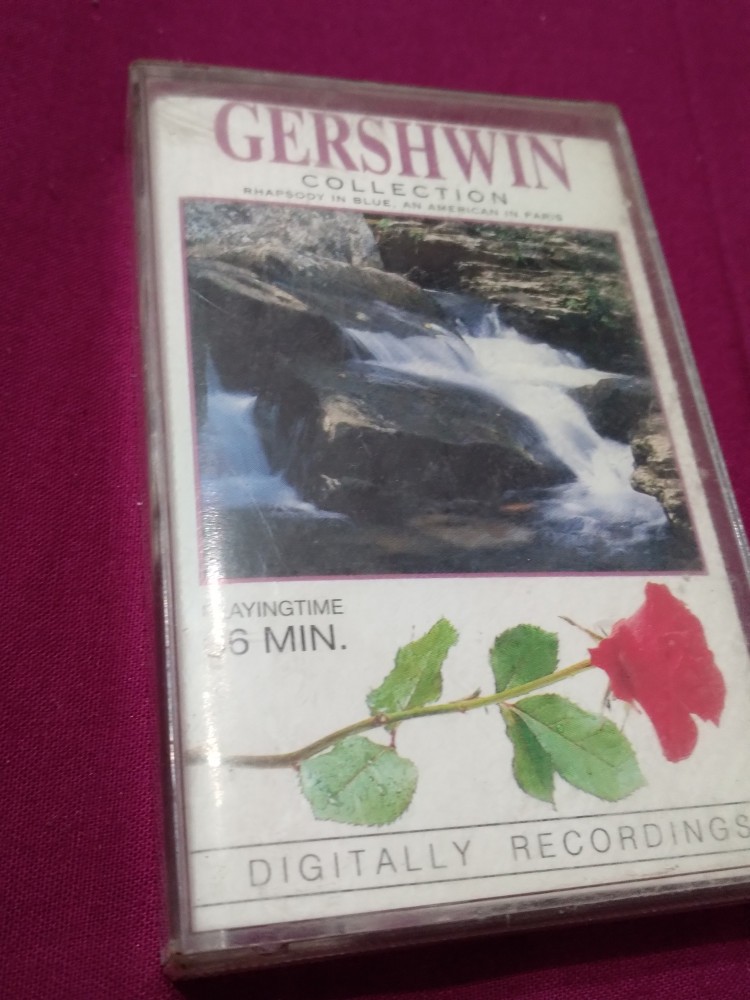 GERSHWIN
COLLECTION
RHAPSODY IN BLUE, AN AMERICAN IN PARIS
MIN.
DIGITALLY RECORDINGS